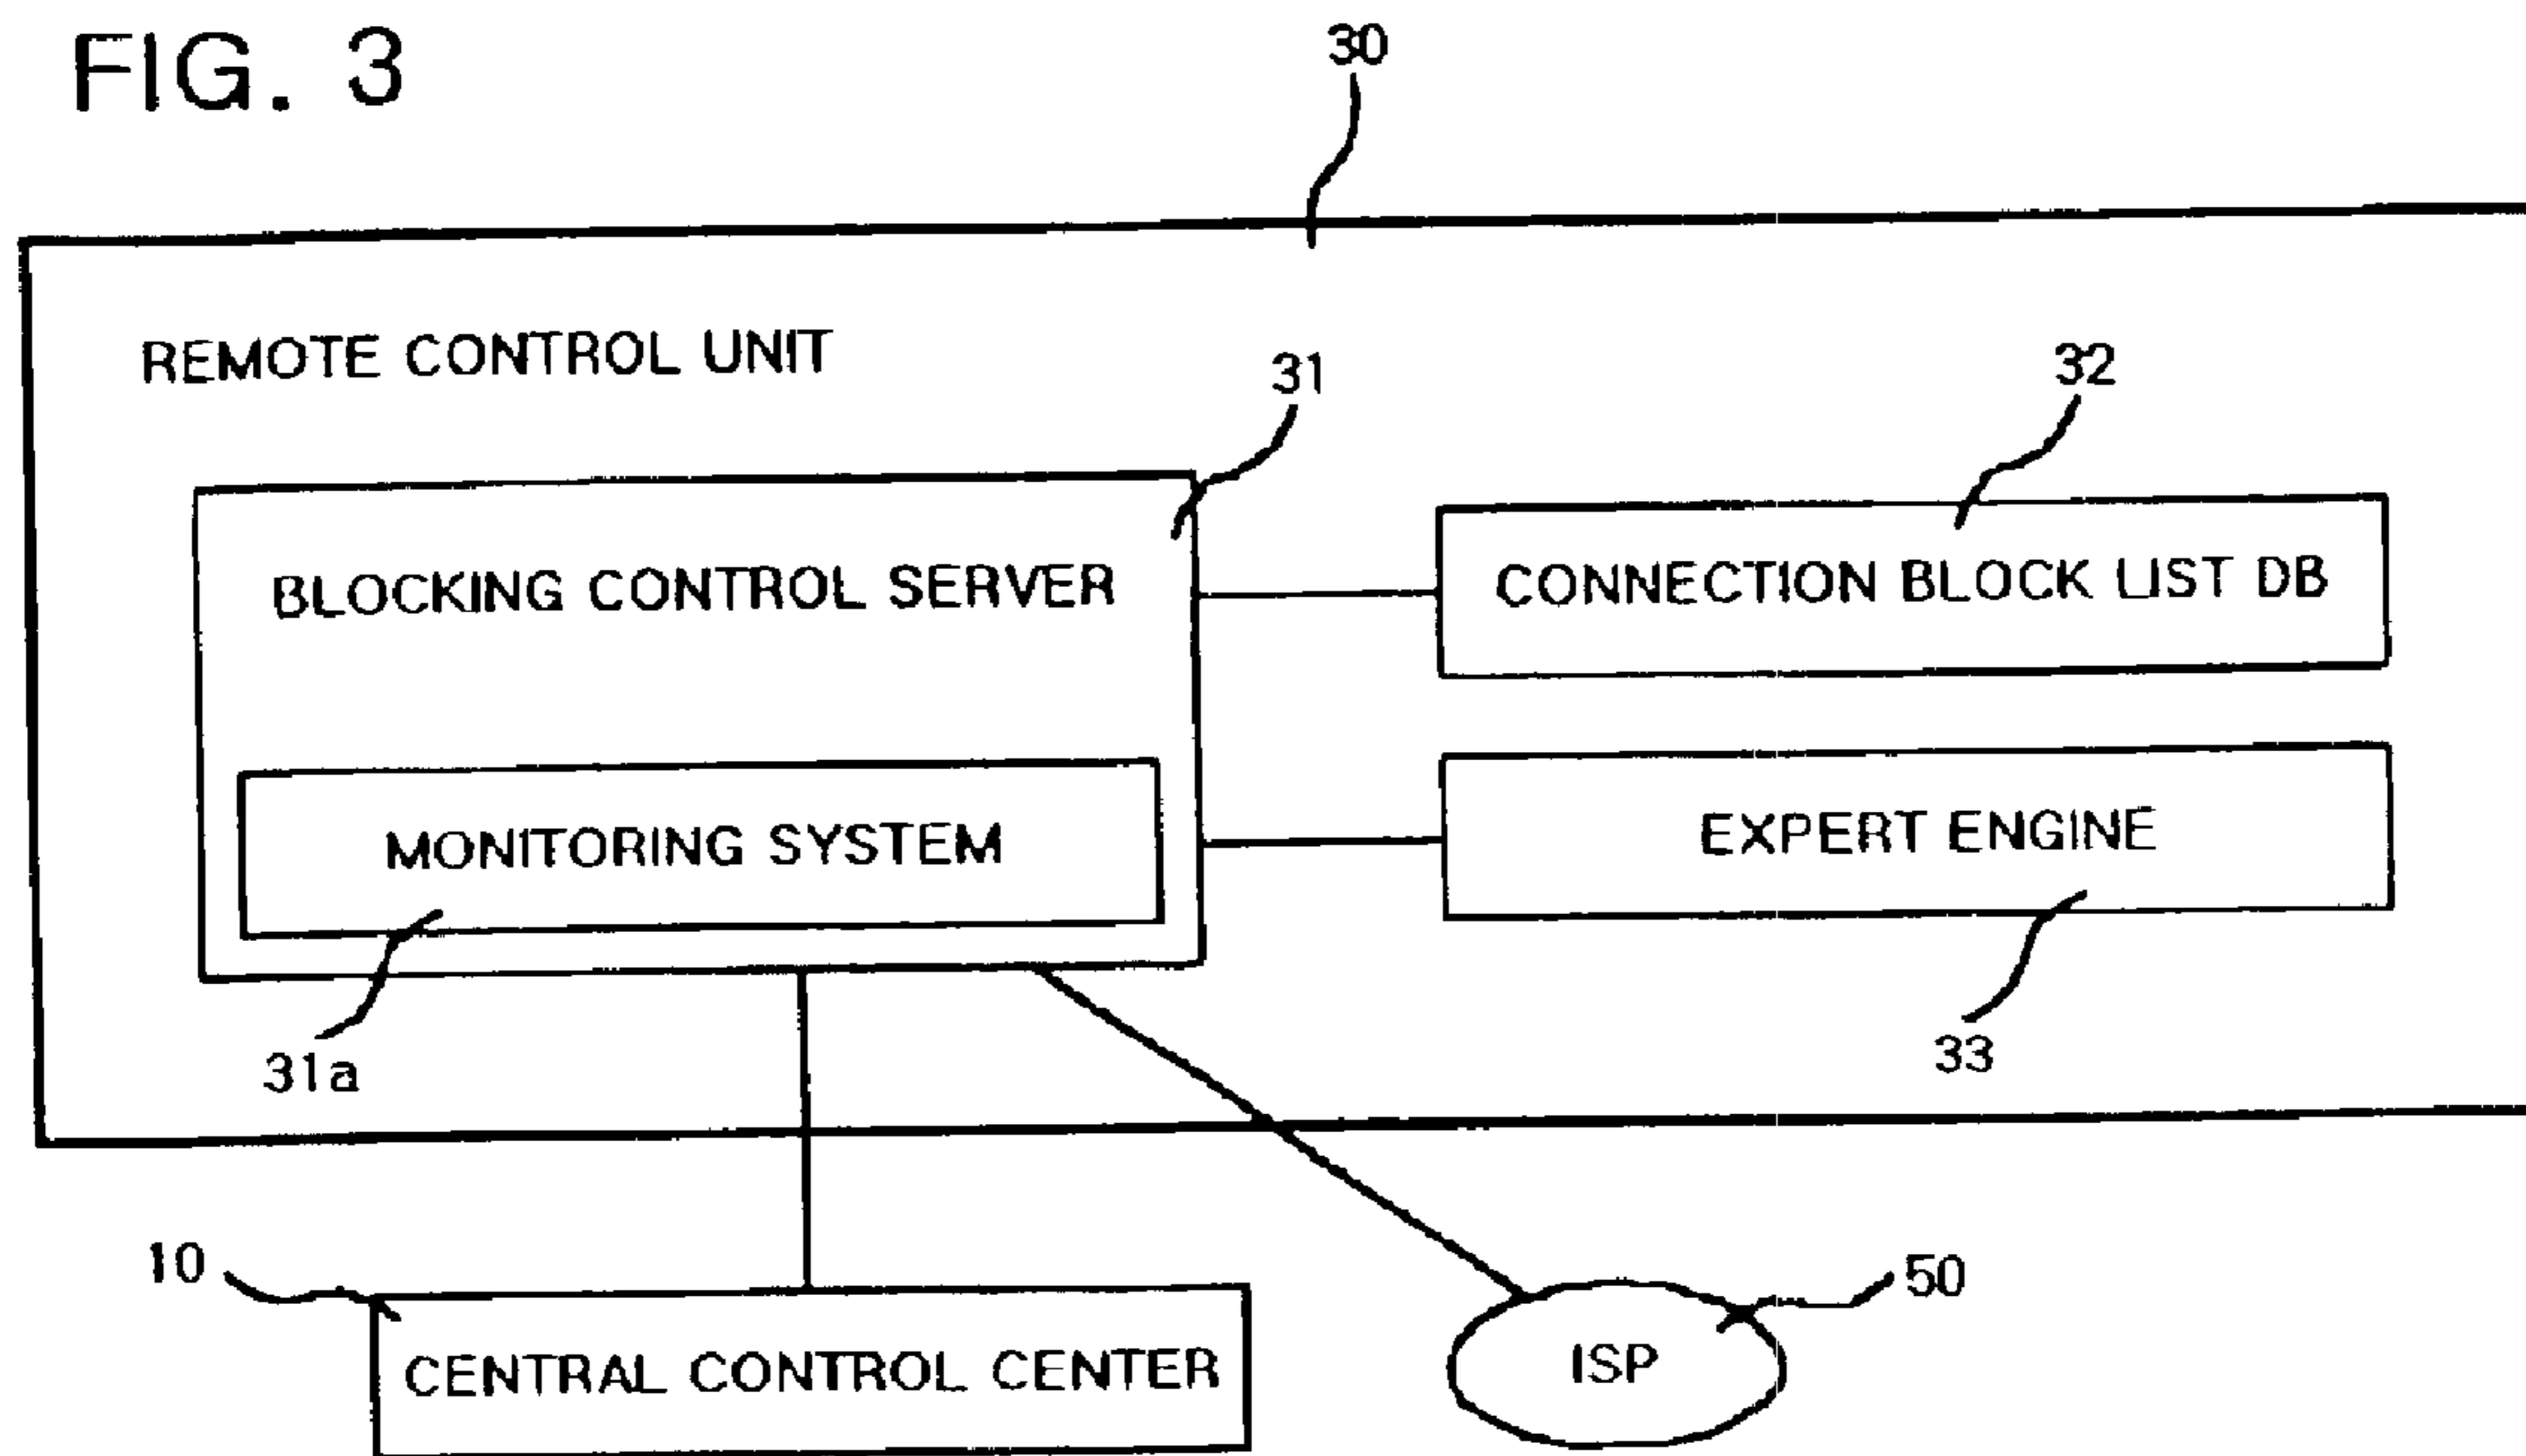 FIG. 3
30
REMOTE CONTROL UNIT
31
32
BLOCKING CONTROL SERVER
CONNECTION BLOCK LIST DB
MONITORING SYSTEM
EXPERT ENGINE
31a
33
10
50
CENTRAL CONTROL CENTER
ISP